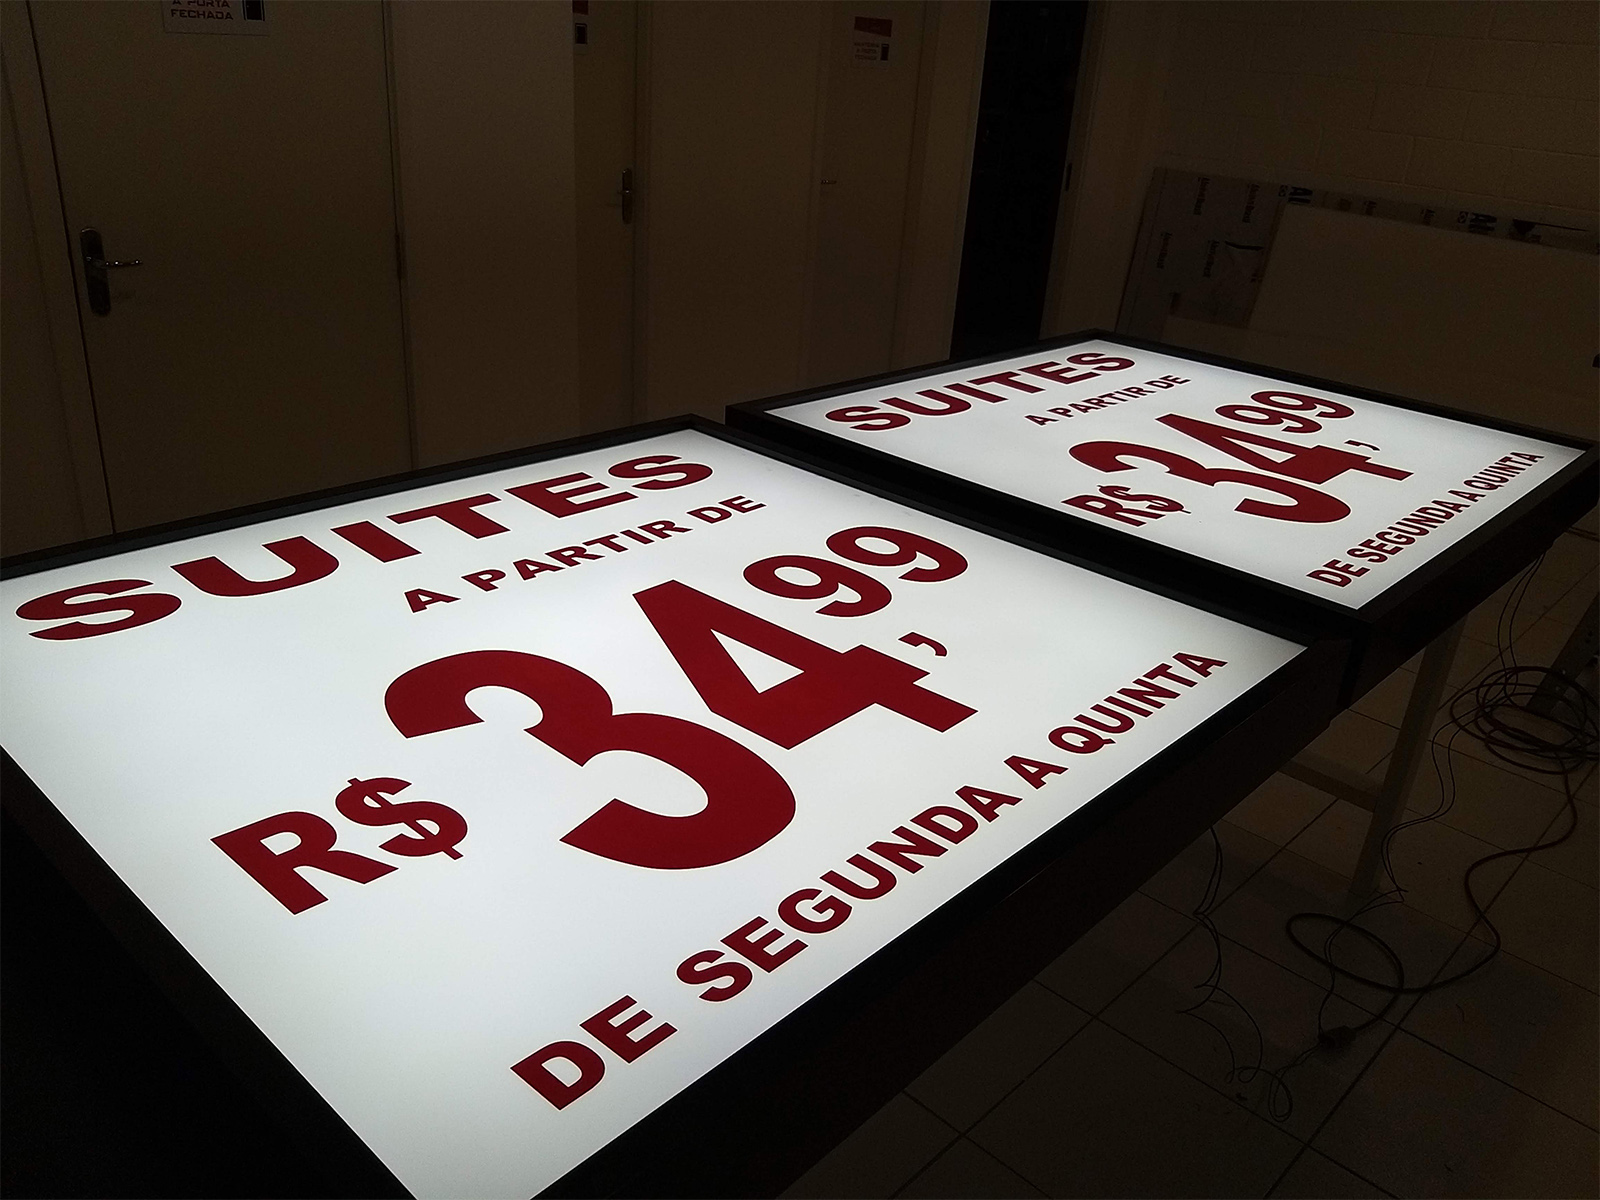 A PORTA
FECHADA
SUITES
A PARTIR DE
R$ 34,99
DE SEGUNDA A QUINTA
SUITES
A PARTIR DE
R$ 34,99
DE SEGUNDA A QUINTA